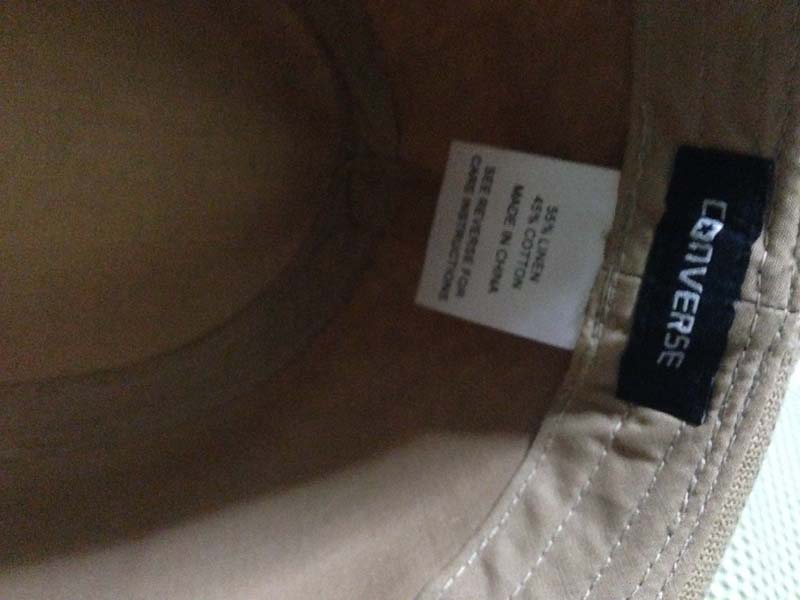 55% LINEN
45% COTTON
MADE IN CHINA
SEE REVERSE FOR
CARE INSTRUCTIONS
CONVERSE